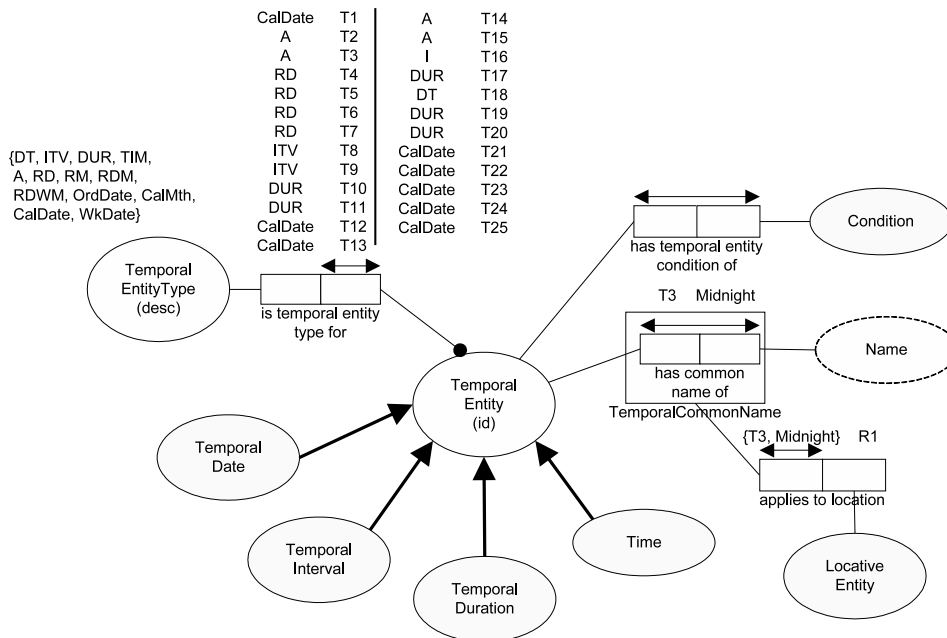 CalDate T1
A T2
A T3
RD T4
RD T5
RD T6
RD T7
ITV T8
ITV T9
DUR T10
DUR T11
CalDate T12
CalDate T13
A T14
A T15
I T16
DUR T17
DT T18
DUR T19
DUR T20
CalDate T21
CalDate T22
CalDate T23
CalDate T24
CalDate T25
{DT, ITV, DUR, TIM,
A, RD, RM, RDM,
RDWM, OrdDate, CalMth,
CalDate, WkDate}
Temporal
EntityType
(desc)
is temporal entity
type for
has temporal entity
condition of
Condition
T3 Midnight
has common
name of
TemporalCommonName
Name
Temporal
Entity
(id)
{T3, Midnight} R1
applies to location
Temporal
Date
Temporal
Interval
Temporal
Duration
Time
Locative
Entity